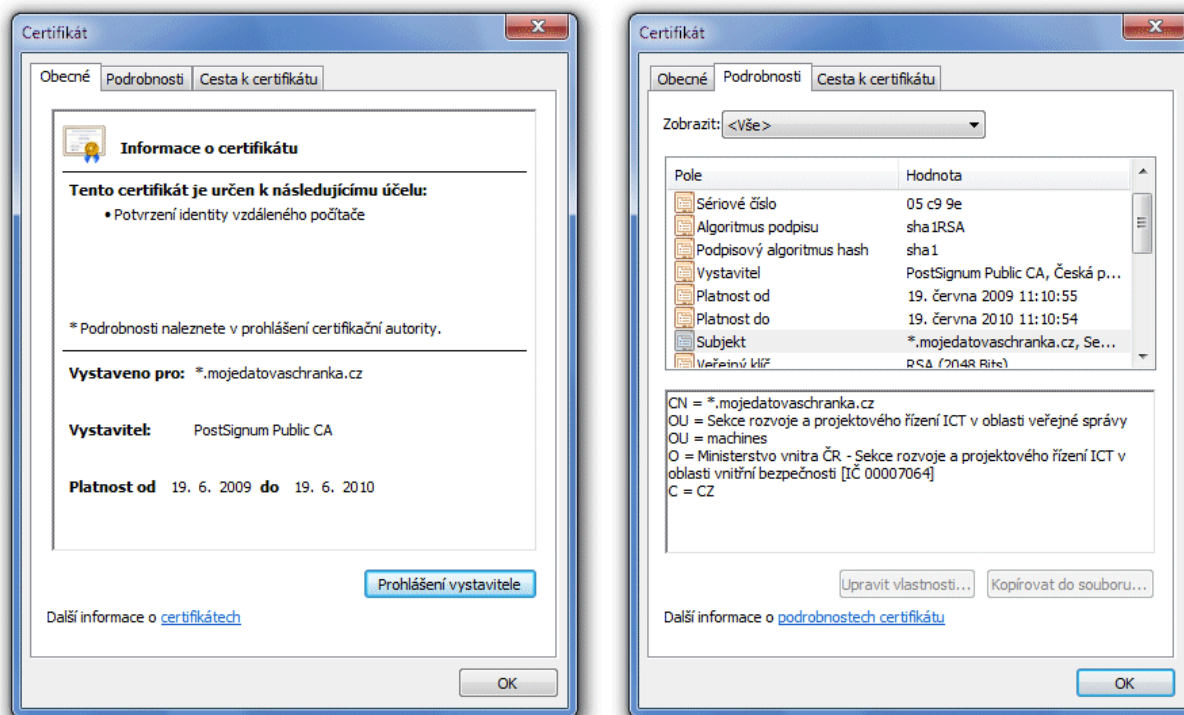 Certifikát
Obecné Podrobnosti Cesta k certifikátu
Informace o certifikátu
Tento certifikát je určen k následujícímu účelu:
• Potvrzení identity vzdáleného počítače
* Podrobnosti naleznete v prohlášení certifikační autority.
Vystaveno pro: *.mojedatovaschranka.cz
Vystavitel: PostSignum Public CA
Platnost od 19. 6. 2009 do 19. 6. 2010
Prohlášení vystavitele
Další informace o certifikátech
OK
Certifikát
Obecné Podrobnosti Cesta k certifikátu
Zobrazit: <Vše>
Pole Hodnota
Sériové číslo 05 c9 9e
Algoritmus podpisu sha1RSA
Podpisový algoritmus hash sha1
Vystavitel PostSignum Public CA, Česká p...
Platnost od 19. června 2009 11:10:55
Platnost do 19. června 2010 11:10:54
Subjekt *.mojedatovaschranka.cz, Se...
Veřejný klíč RSA (2048 Bits)
CN = *.mojedatovaschranka.cz
OU = Sekce rozvoje a projektového řízení ICT v oblasti veřejné správy
OU = machines
O = Ministerstvo vnitra ČR - Sekce rozvoje a projektového řízení ICT v
oblasti vnitřní bezpečnosti [IČ 00007064]
C = CZ
Upravit vlastnosti... Kopírovat do souboru...
Další informace o podrobnostech certifikátu
OK